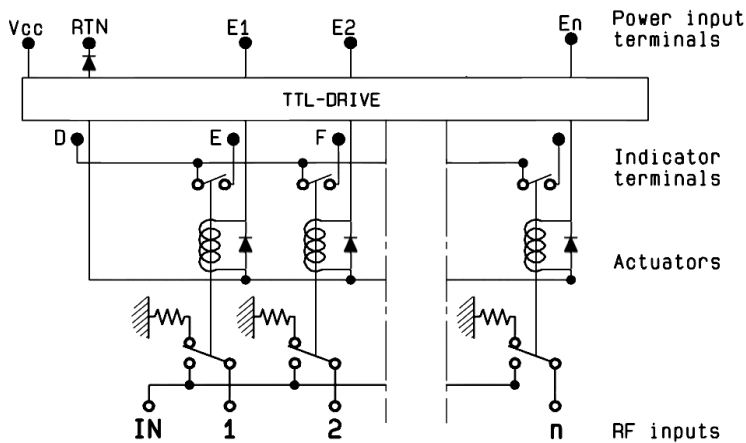 Vcc RTN E1 E2 En Power input
terminals
TTL-DRIVE
D E F
Indicator
terminals
Actuators
IN 1 2 n RF inputs